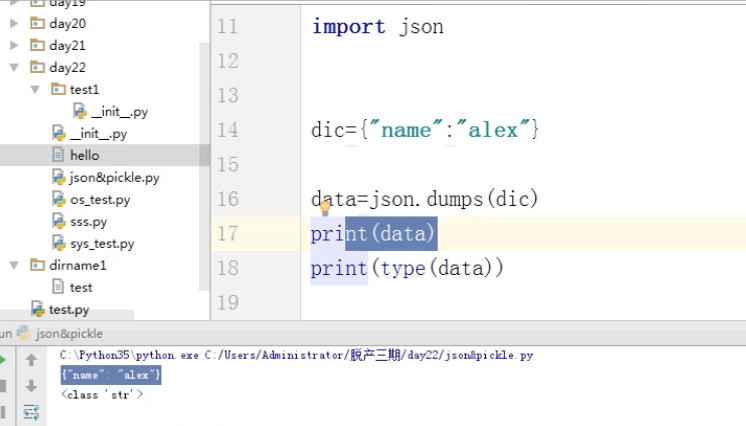 day19
day20
day21
day22
test1
__init__.py
__init__.py
hello
json&pickle.py
os_test.py
sss.py
sys_test.py
dirname1
test
test.py
11 import json
12
13
14 dic={"name":"alex"}
15
16 data=json.dumps(dic)
17 print(data)
18 print(type(data))
19
un json&pickle
C:\Python35\python.exe C:/Users/Administrator/脱产三期/day22/json&pickle.py
{"name": "alex"}
<class 'str'>